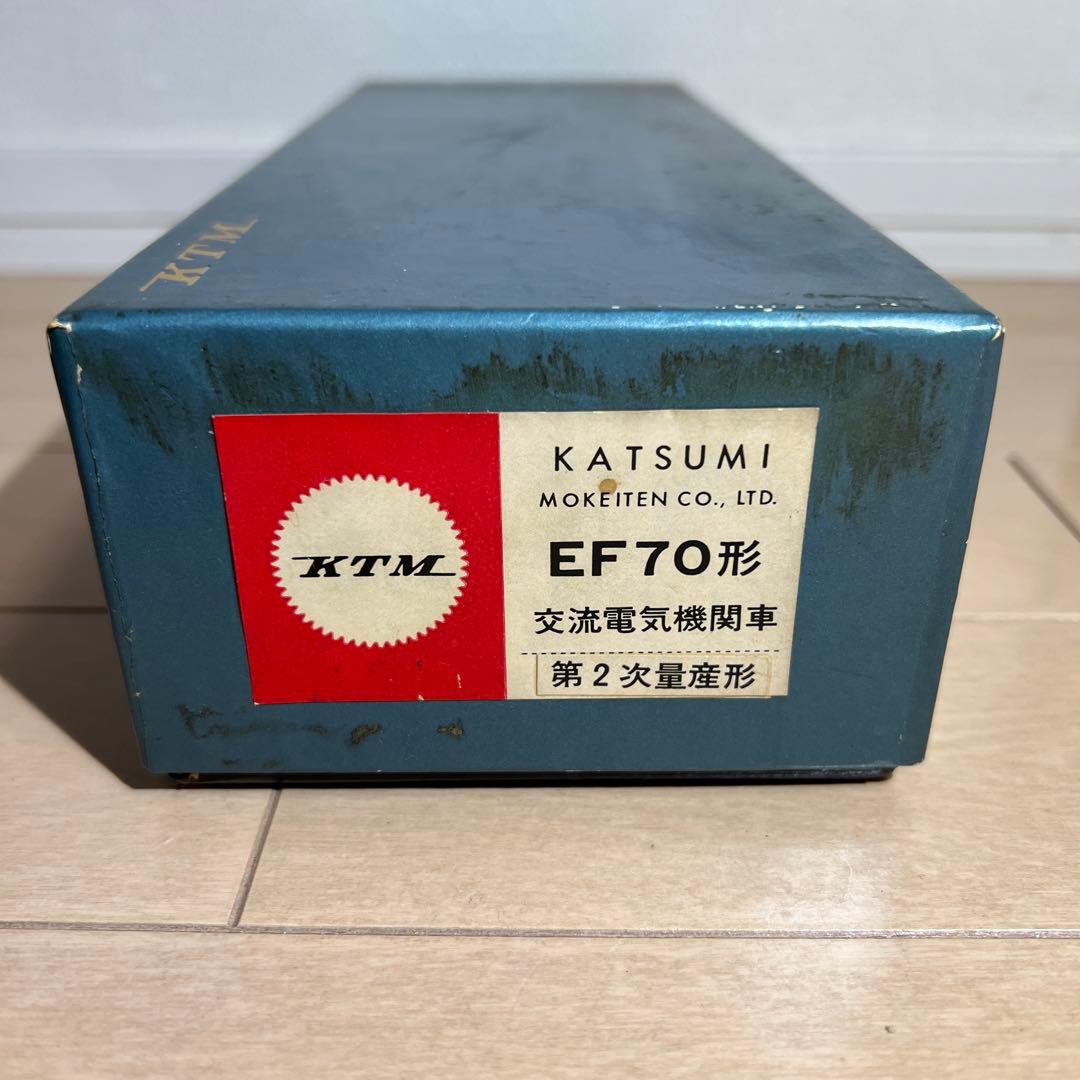 KTM
KTM
KATSUMI
MOKEITEN CO., LTD.
EF70形
交流電気機関車
第2次量産形